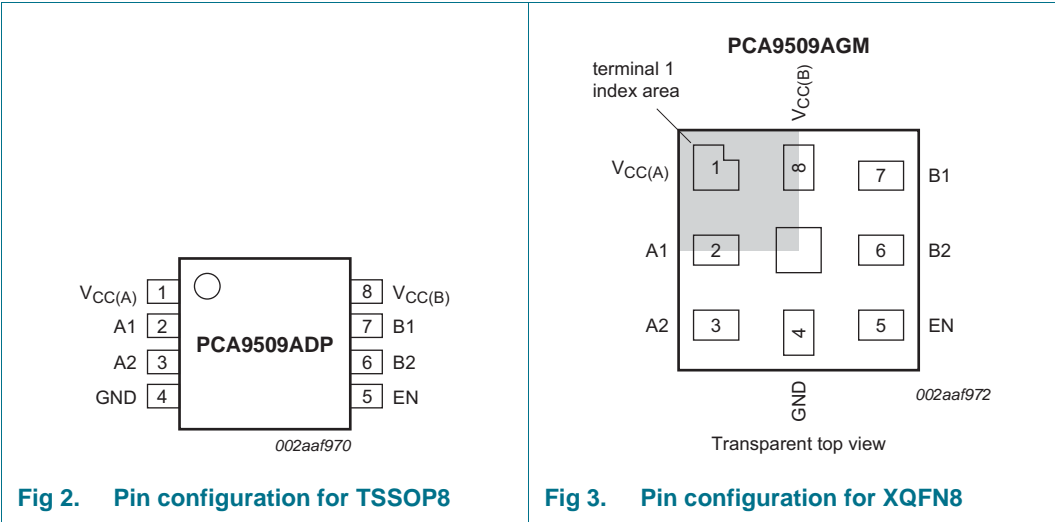 VCC(A) 1
A1 2
A2 3
GND 4
PCA9509ADP
8 VCC(B)
7 B1
6 B2
5 EN
002aaf970
Fig 2. Pin configuration for TSSOP8
PCA9509AGM
terminal 1
index area
VCC(B)
VCC(A) 1 8 7 B1
A1 2 6 B2
A2 3 4 5 EN
GND
002aaf972
Transparent top view
Fig 3. Pin configuration for XQFN8